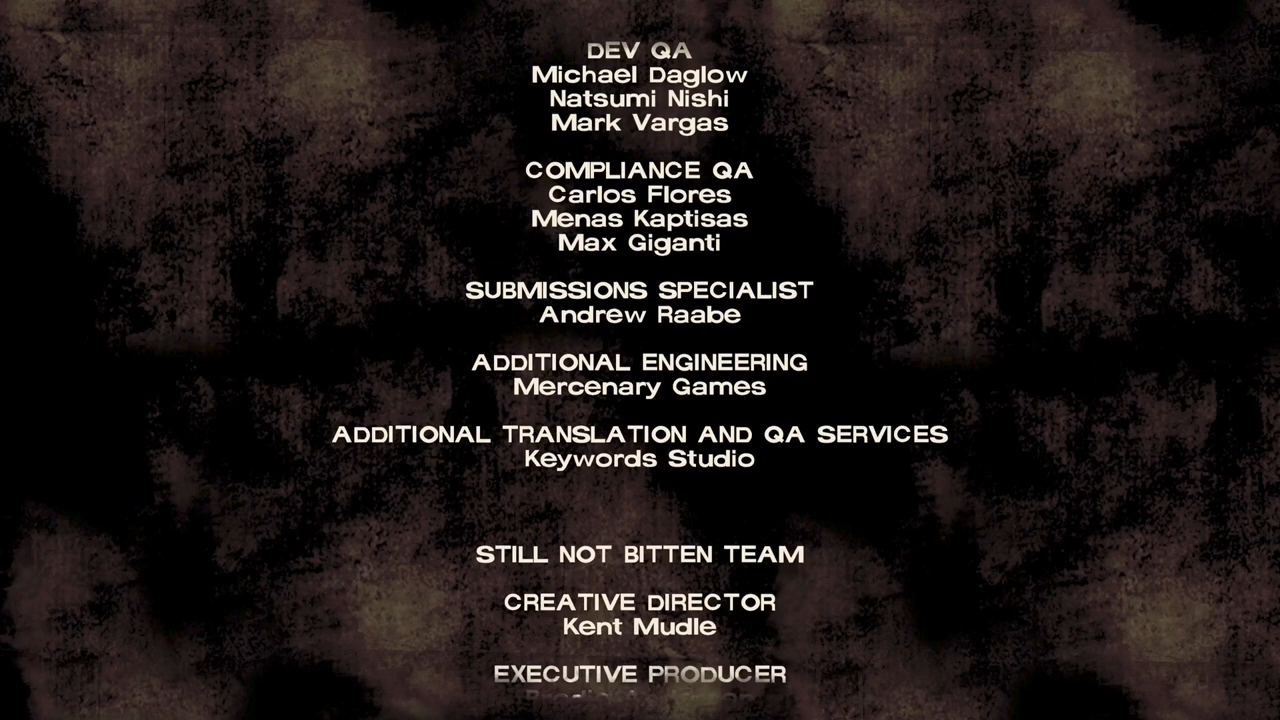 DEV QA
Michael Daglow
Natsumi Nishi
Mark Vargas
COMPLIANCE QA
Carlos Flores
Menas Kaptisas
Max Giganti
SUBMISSIONS SPECIALIST
Andrew Raabe
ADDITIONAL ENGINEERING
Mercenary Games
ADDITIONAL TRANSLATION AND QA SERVICES
Keywords Studio
STILL NOT BITTEN TEAM
CREATIVE DIRECTOR
Kent Mudle
EXECUTIVE PRODUCER